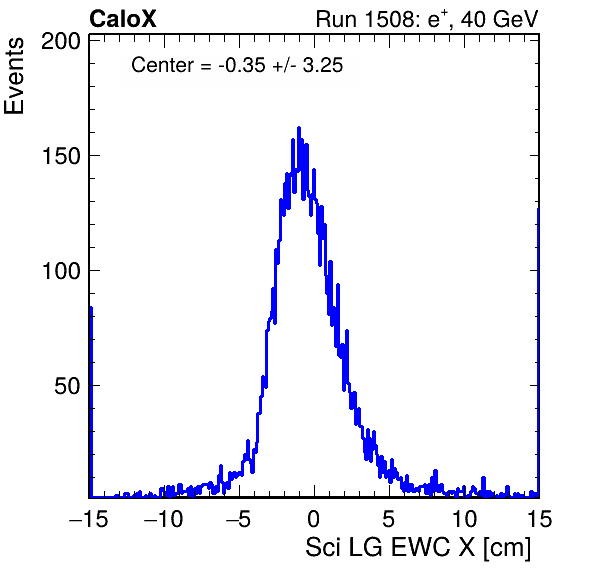 CaloX
Run 1508: e+, 40 GeV
Events
Center = -0.35 +/- 3.25
200
150
100
50
−15
−10
−5
0
5
10
15
Sci LG EWC X [cm]